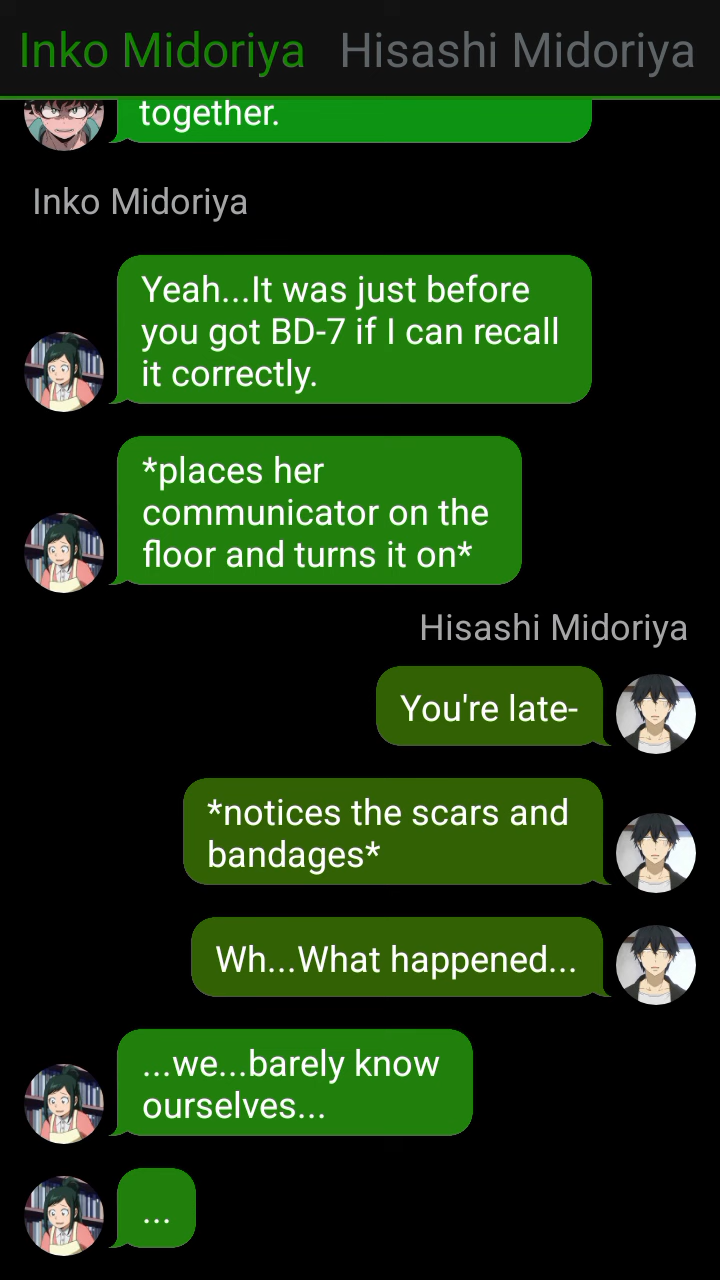 Inko Midoriya Hisashi Midoriya
together.
Inko Midoriya
Yeah...It was just before
you got BD-7 if I can recall
it correctly.
*places her
communicator on the
floor and turns it on*
Hisashi Midoriya
You're late-
*notices the scars and
bandages*
Wh...What happened...
...we...barely know
ourselves...
...